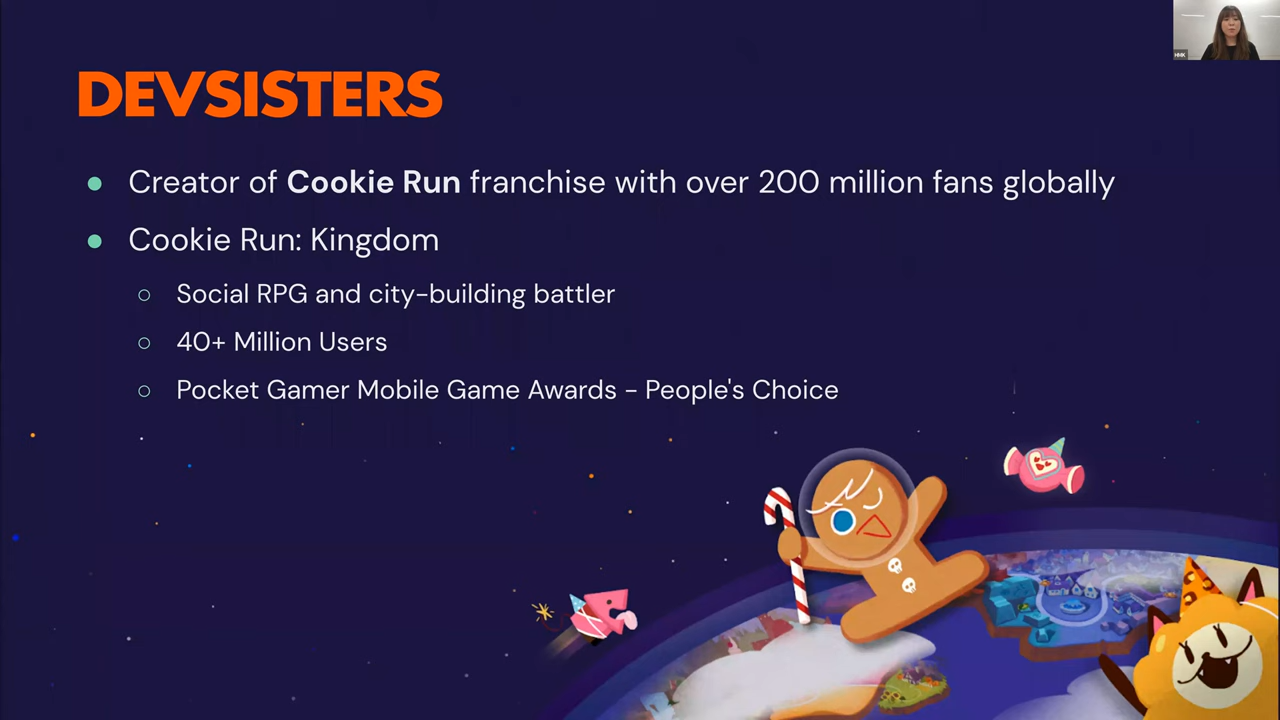 DEVSISTERS
● Creator of Cookie Run franchise with over 200 million fans globally
● Cookie Run: Kingdom
○ Social RPG and city-building battler
○ 40+ Million Users
○ Pocket Gamer Mobile Game Awards - People's Choice